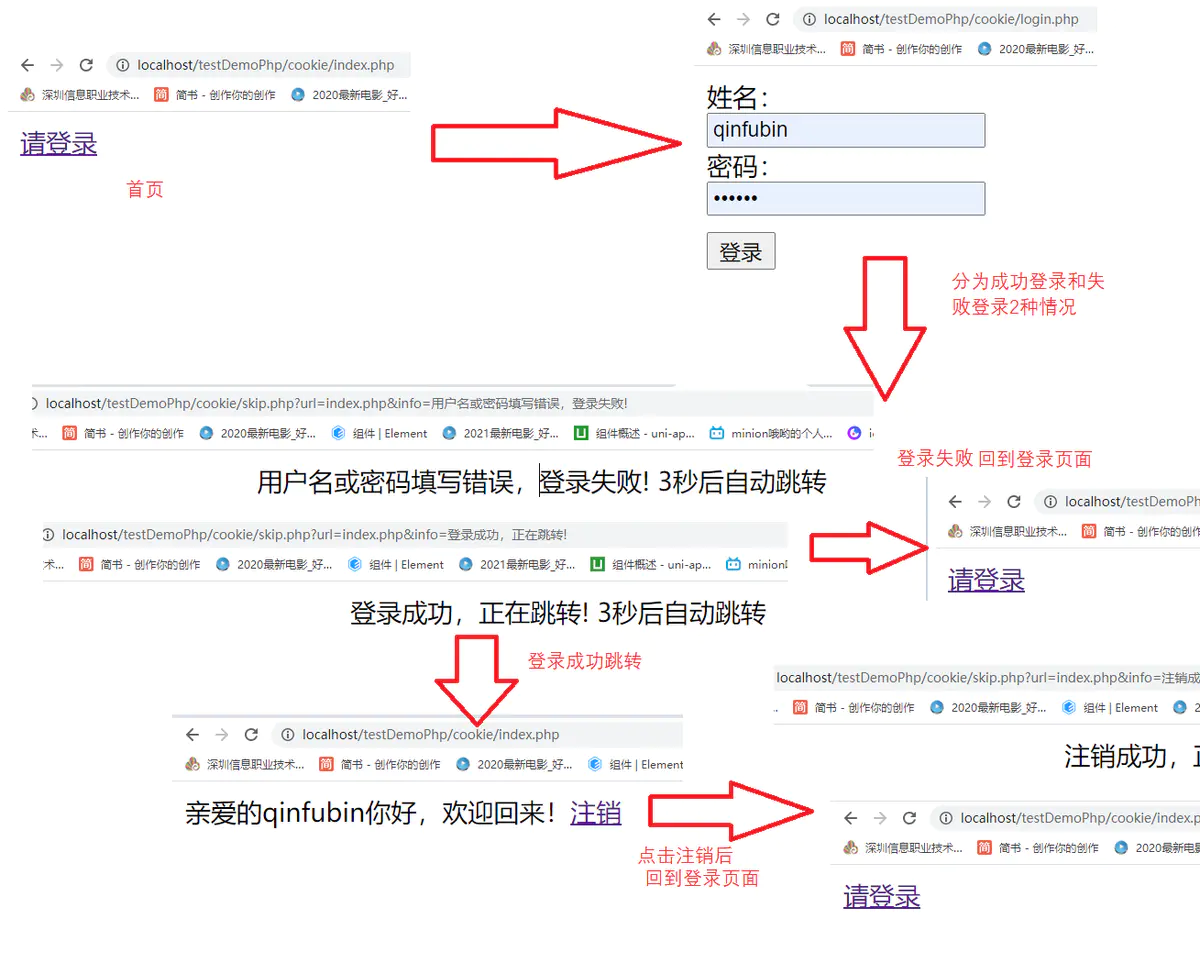 localhost/testDemoPhp/cookie/index.php
深圳信息职业技术... 简书 - 创作你的创作 2020最新电影_好...
请登录
首页
localhost/testDemoPhp/cookie/login.php
深圳信息职业技术... 简书 - 创作你的创作 2020最新电影_好...
姓名：
qinfubin
密码：
••••••
登录
分为成功登录和失
败登录2种情况
localhost/testDemoPhp/cookie/skip.php?url=index.php&info=用户名或密码填写错误，登录失败!
术... 简书 - 创作你的创作 2020最新电影_好... 组件 | Element 2021最新电影_好... 组件概述 - uni-ap... minion哦哟的个人...
用户名或密码填写错误，登录失败! 3秒后自动跳转
登录失败 回到登录页面
localhost/testDemoPh
深圳信息职业技术... 简书 - 创作你的创作
请登录
localhost/testDemoPhp/cookie/skip.php?url=index.php&info=登录成功，正在跳转!
术... 简书 - 创作你的创作 2020最新电影_好... 组件 | Element 2021最新电影_好... 组件概述 - uni-ap... minion
登录成功，正在跳转! 3秒后自动跳转
登录成功跳转
localhost/testDemoPhp/cookie/index.php
深圳信息职业技术... 简书 - 创作你的创作 2020最新电影_好... 组件 | Element
亲爱的qinfubin你好，欢迎回来！注销
点击注销后
回到登录页面
localhost/testDemoPhp/cookie/skip.php?url=index.php&info=注销成
.. 简书 - 创作你的创作 2020最新电影_好... 组件 | Element 2
注销成功，正
localhost/testDemoPhp/cookie/index.p
深圳信息职业技术... 简书 - 创作你的创作 2020最新电影
请登录